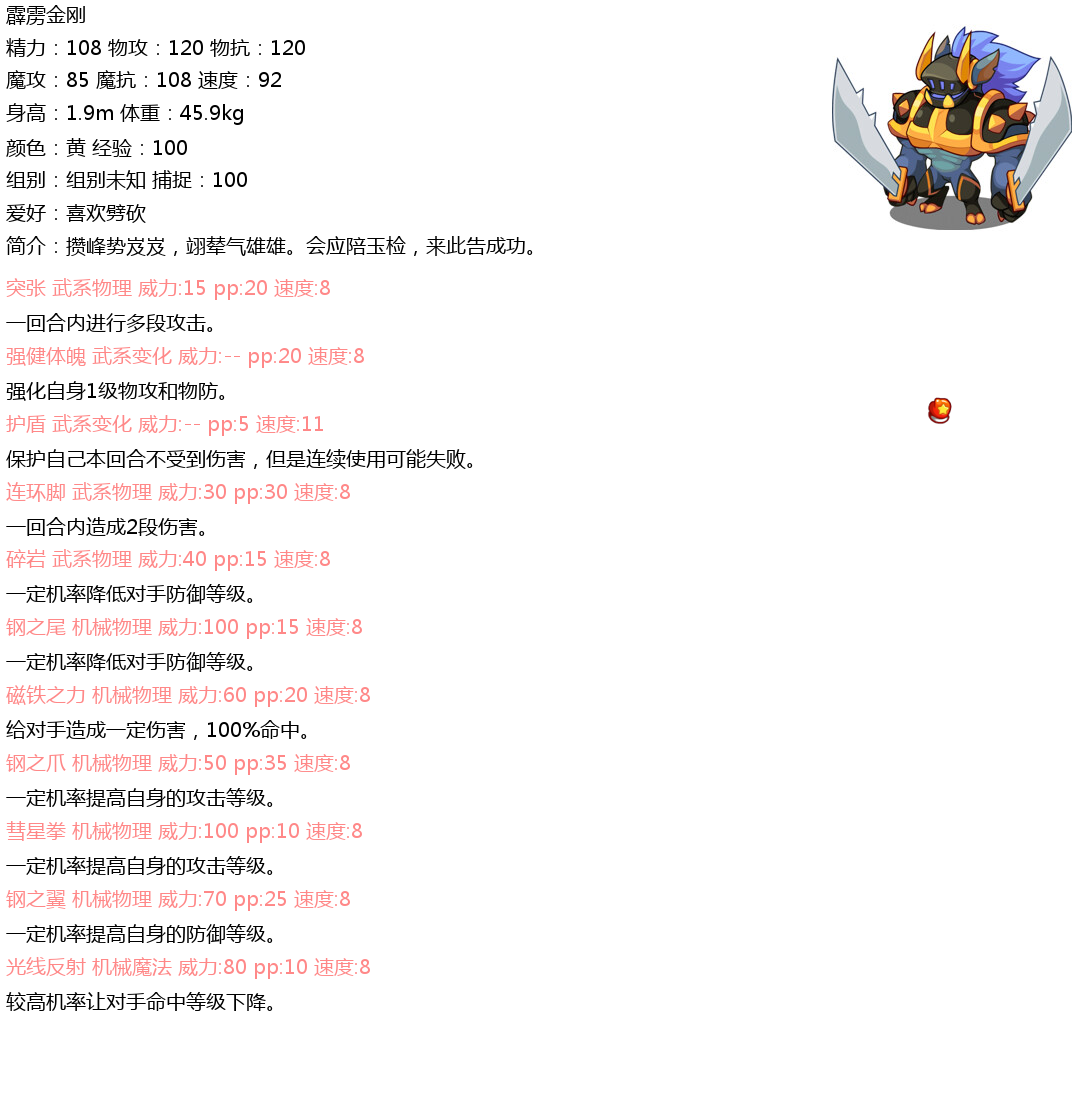 霹雳金刚
精力：108 物攻：120 物抗：120
魔攻：85 魔抗：108 速度：92
身高：1.9m 体重：45.9kg
颜色：黄 经验：100
组别：组别未知 捕捉：100
爱好：喜欢劈砍
简介：攒峰势岌岌，翊辇气雄雄。会应陪玉检，来此告成功。
突张 武系物理 威力:15 pp:20 速度:8
一回合内进行多段攻击。
强健体魄 武系变化 威力:-- pp:20 速度:8
强化自身1级物攻和物防。
护盾 武系变化 威力:-- pp:5 速度:11
保护自己本回合不受到伤害，但是连续使用可能失败。
连环脚 武系物理 威力:30 pp:30 速度:8
一回合内造成2段伤害。
碎岩 武系物理 威力:40 pp:15 速度:8
一定机率降低对手防御等级。
钢之尾 机械物理 威力:100 pp:15 速度:8
一定机率降低对手防御等级。
磁铁之力 机械物理 威力:60 pp:20 速度:8
给对手造成一定伤害，100%命中。
钢之爪 机械物理 威力:50 pp:35 速度:8
一定机率提高自身的攻击等级。
彗星拳 机械物理 威力:100 pp:10 速度:8
一定机率提高自身的攻击等级。
钢之翼 机械物理 威力:70 pp:25 速度:8
一定机率提高自身的防御等级。
光线反射 机械魔法 威力:80 pp:10 速度:8
较高机率让对手命中等级下降。